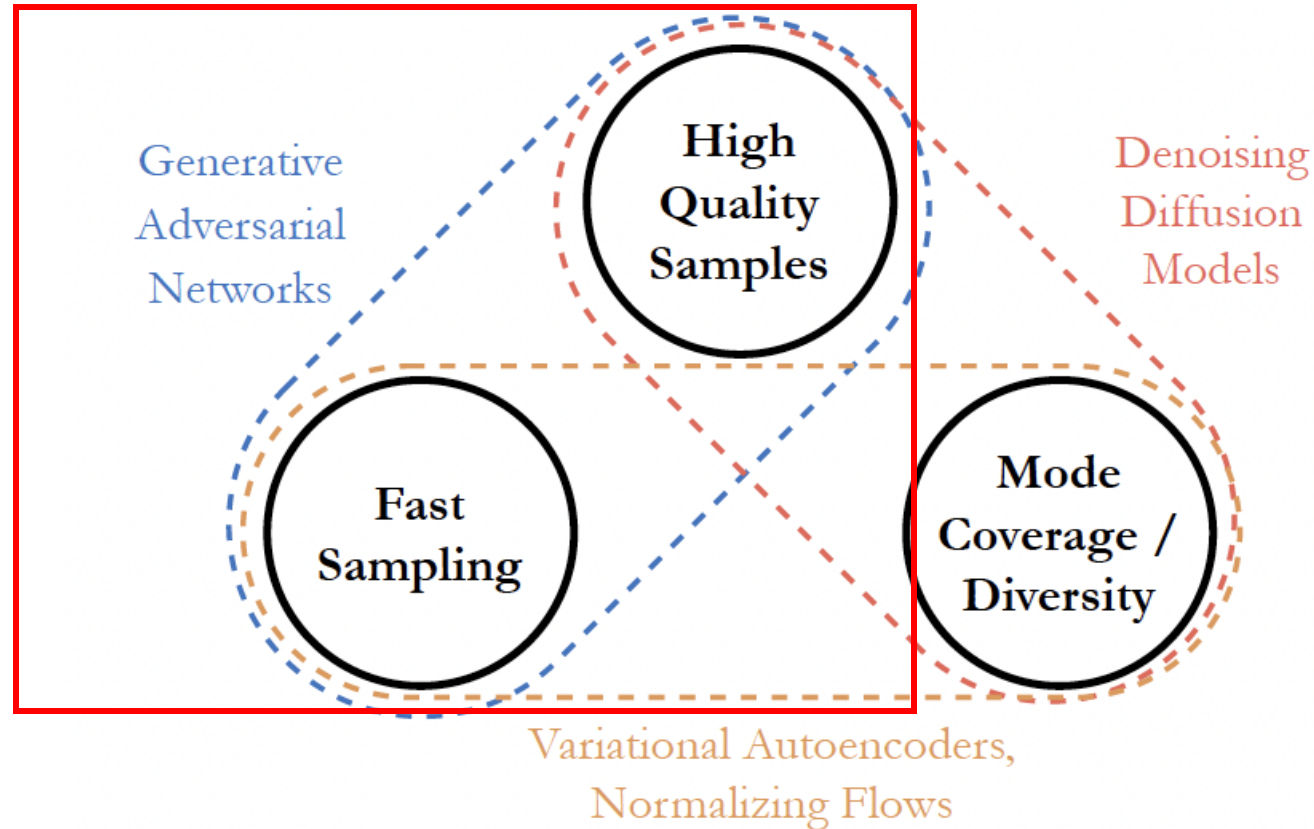 Generative
Adversarial
Networks
High
Quality
Samples
Denoising
Diffusion
Models
Fast
Sampling
Mode
Coverage /
Diversity
Variational Autoencoders,
Normalizing Flows